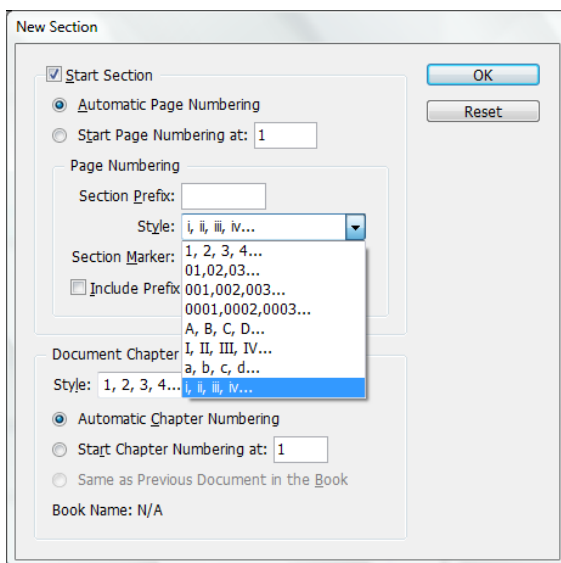 New Section
Start Section
OK
Automatic Page Numbering
Reset
Start Page Numbering at: 1
Page Numbering
Section Prefix:
Style: i, ii, iii, iv...
Section Marker:
1, 2, 3, 4...
01,02,03...
Include Prefix
001,002,003...
0001,0002,0003...
A, B, C, D...
I, II, III, IV...
a, b, c, d...
i, ii, iii, iv...
Document Chapter
Style: 1, 2, 3, 4...
Automatic Chapter Numbering
Start Chapter Numbering at: 1
Same as Previous Document in the Book
Book Name: N/A